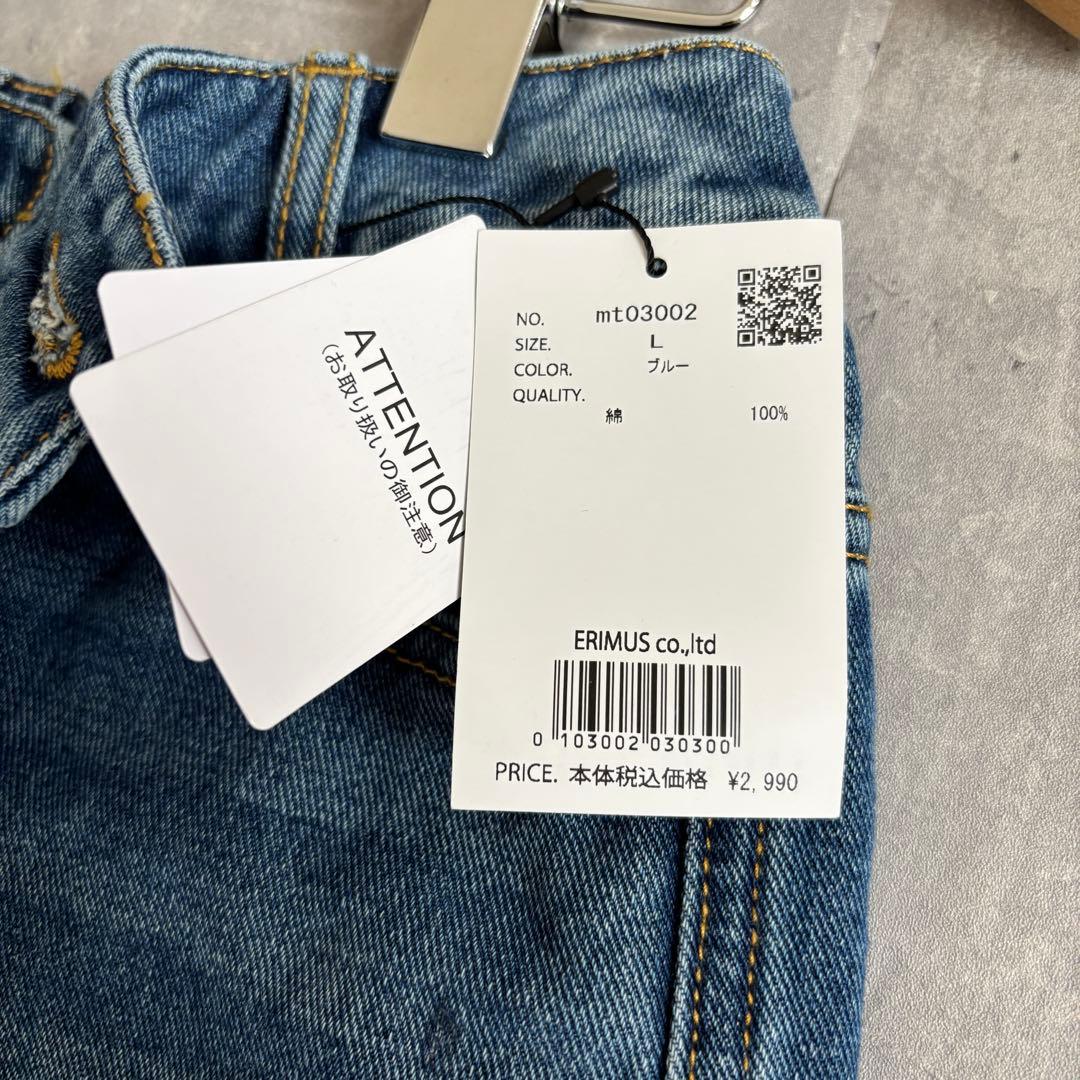 ATTENTION
(お取り扱いの御注意)
NO. mt03002
SIZE. L
COLOR. ブルー
QUALITY.
綿 100%
ERIMUS co.,ltd
0 103002 030300
PRICE. 本体税込価格 ¥2,990